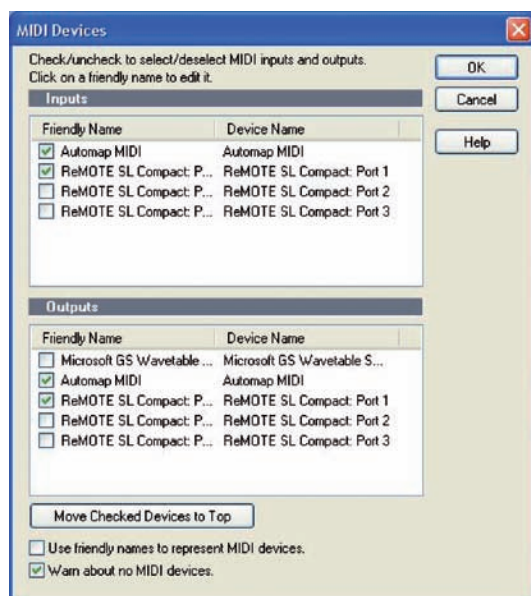 MIDI Devices
Check/uncheck to select/deselect MIDI inputs and outputs.
Click on a friendly name to edit it.
OK
Cancel
Help
Inputs
Friendly Name Device Name
Automap MIDI Automap MIDI
ReMOTE SL Compact: P... ReMOTE SL Compact: Port 1
ReMOTE SL Compact: P... ReMOTE SL Compact: Port 2
ReMOTE SL Compact: P... ReMOTE SL Compact: Port 3
Outputs
Friendly Name Device Name
Microsoft GS Wavetable ... Microsoft GS Wavetable S...
Automap MIDI Automap MIDI
ReMOTE SL Compact: P... ReMOTE SL Compact: Port 1
ReMOTE SL Compact: P... ReMOTE SL Compact: Port 2
ReMOTE SL Compact: P... ReMOTE SL Compact: Port 3
Move Checked Devices to Top
Use friendly names to represent MIDI devices.
Warn about no MIDI devices.